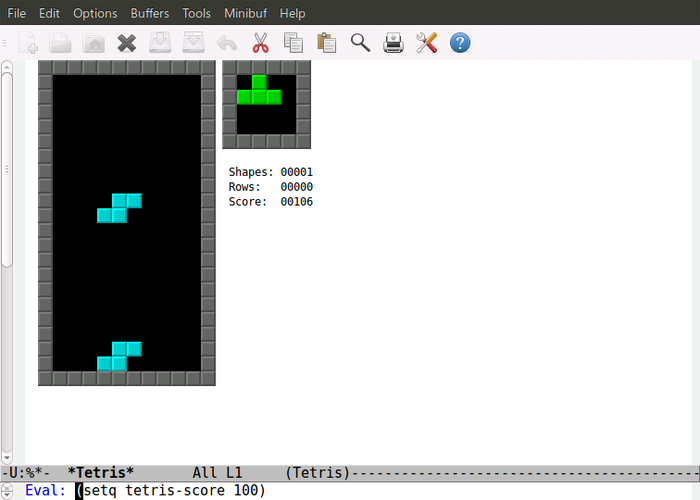 File Edit Options Buffers Tools Minibuf Help
Shapes: 00001
Rows: 00000
Score: 00106
-U:%*- *Tetris* All L1 (Tetris)-----------------------------------------
Eval: (setq tetris-score 100)